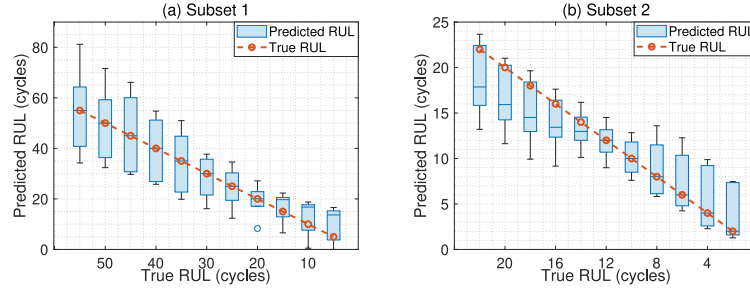 (a) Subset 1
Predicted RUL (cycles)
80
60
40
20
0
50
40
30
20
10
True RUL (cycles)
Predicted RUL
True RUL
(b) Subset 2
Predicted RUL (cycles)
25
20
15
10
5
0
20
16
12
8
4
True RUL (cycles)
Predicted RUL
True RUL